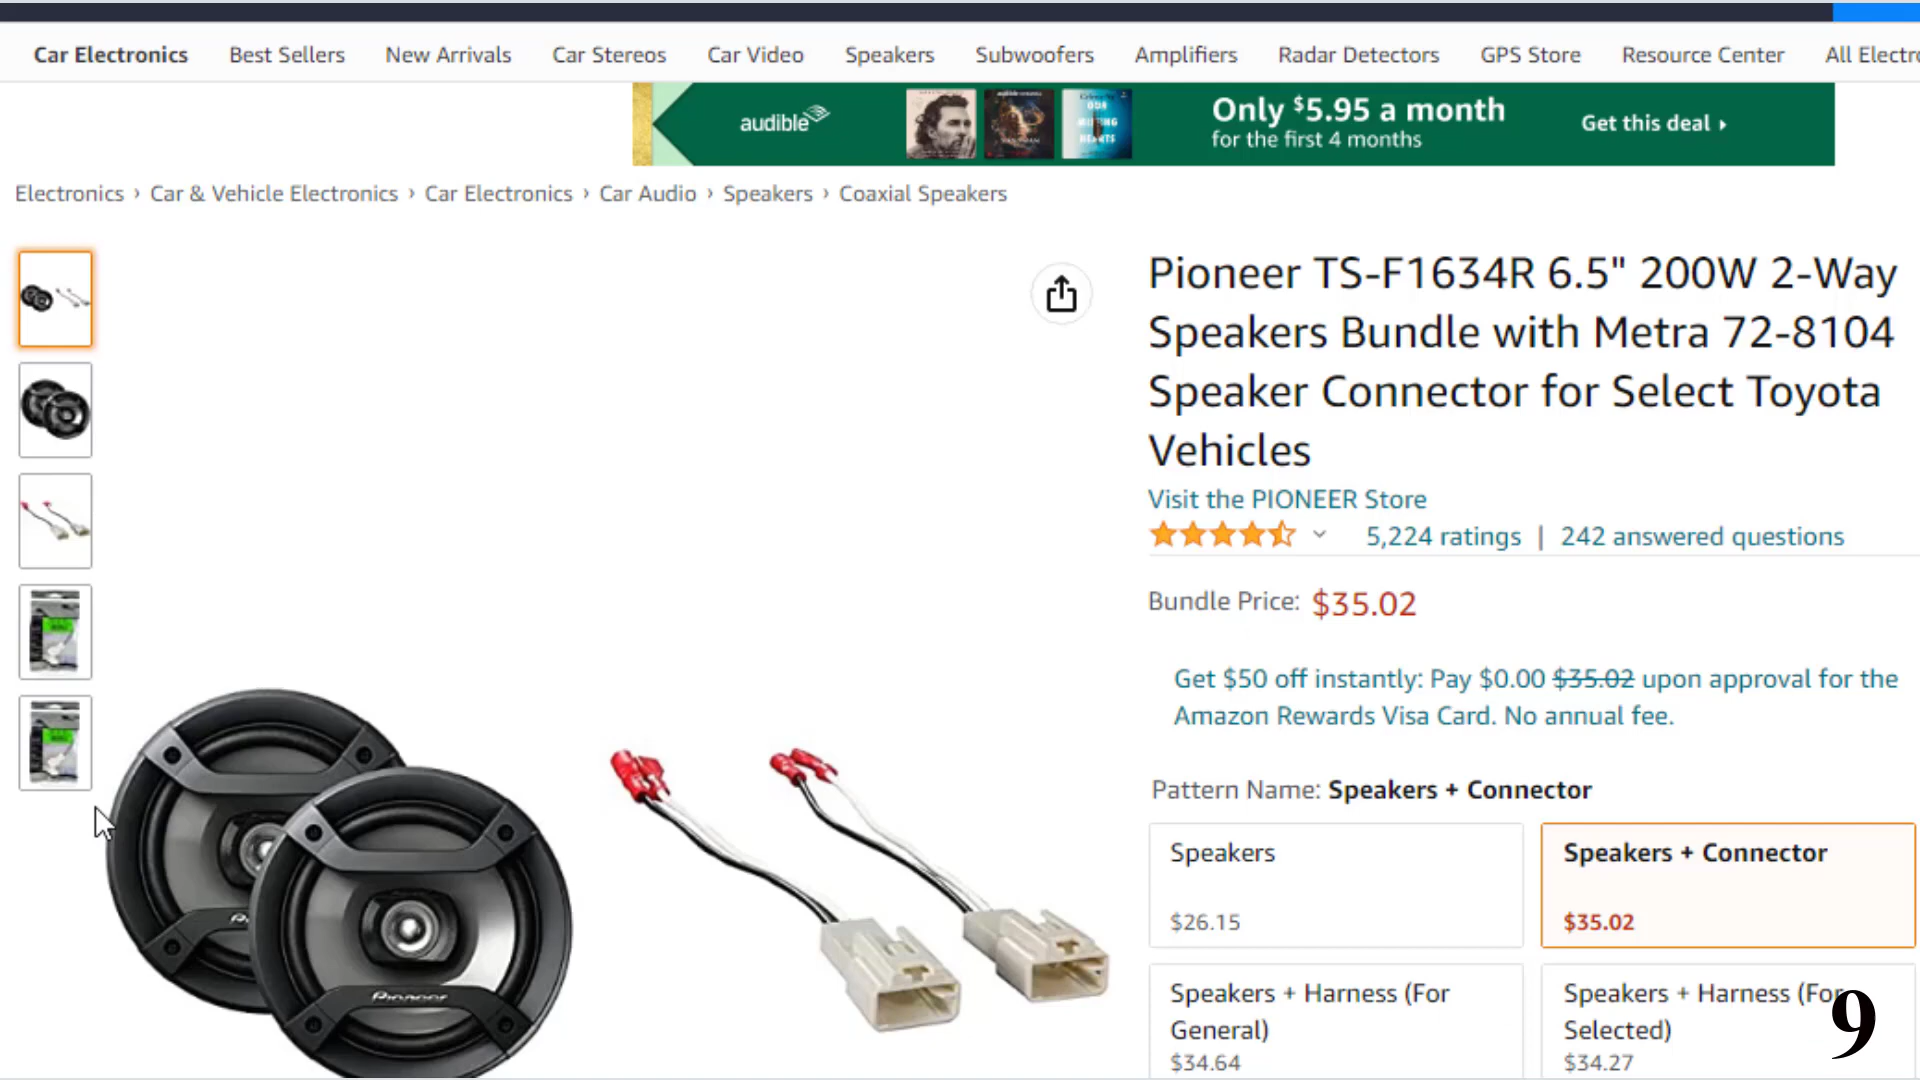 Car Electronics Best Sellers New Arrivals Car Stereos Car Video Speakers Subwoofers Amplifiers Radar Detectors GPS Store Resource Center All Electro
audible
Only $5.95 a month
for the first 4 months
Get this deal ▸
Electronics › Car & Vehicle Electronics › Car Electronics › Car Audio › Speakers › Coaxial Speakers
Pioneer TS-F1634R 6.5" 200W 2-Way
Speakers Bundle with Metra 72-8104
Speaker Connector for Select Toyota
Vehicles
Visit the PIONEER Store
5,224 ratings | 242 answered questions
Bundle Price: $35.02
Get $50 off instantly: Pay $0.00 $35.02 upon approval for the
Amazon Rewards Visa Card. No annual fee.
Pattern Name: Speakers + Connector
Speakers
$26.15
Speakers + Connector
$35.02
Speakers + Harness (For
General)
$34.64
Speakers + Harness (For
Selected)
$34.27
9
Pioneer